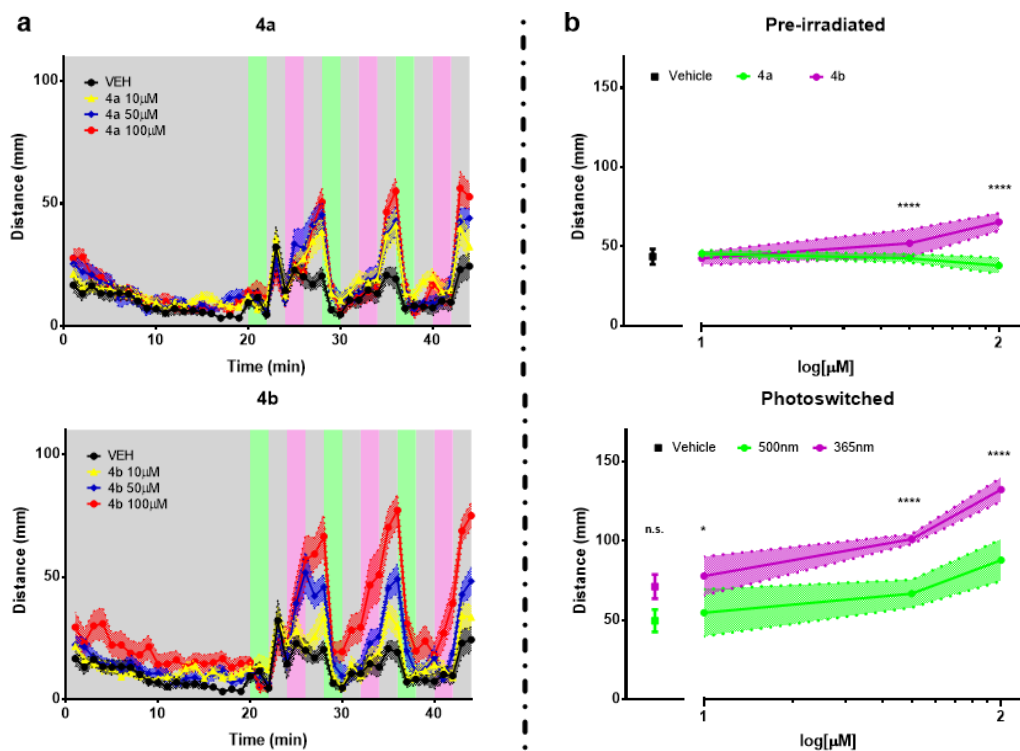 a
4a
100
50
0
Distance (mm)
VEH
4a 10μM
4a 50μM
4a 100μM
0 10 20 30 40
Time (min)
4b
100
50
0
Distance (mm)
VEH
4b 10μM
4b 50μM
4b 100μM
0 10 20 30 40
Time (min)
b
Pre-irradiated
150
100
50
0
Distance (mm)
Vehicle 4a 4b
****
****
1 2
log[μM]
Photoswitched
150
100
50
0
Distance (mm)
Vehicle 500nm 365nm
n.s.
*
****
****
1 2
log[μM]